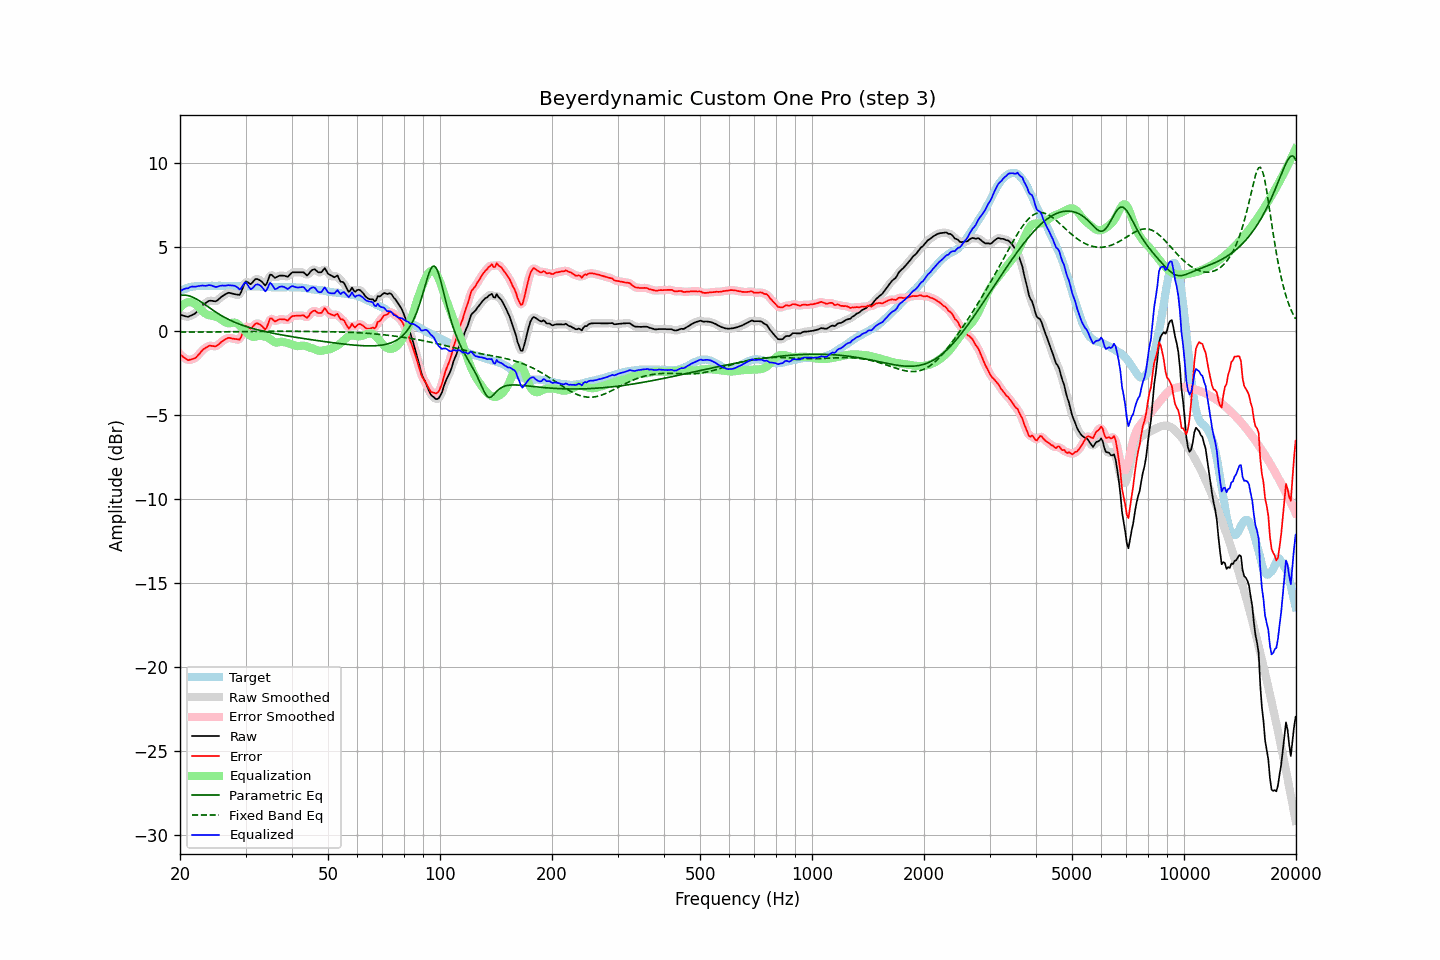 Beyerdynamic Custom One Pro (step 3)
10
5
0
−5
−10
−15
−20
−25
−30
Amplitude (dBr)
Target
Raw Smoothed
Error Smoothed
Raw
Error
Equalization
Parametric Eq
Fixed Band Eq
Equalized
20 50 100 200 500 1000 2000 5000 10000 20000
Frequency (Hz)